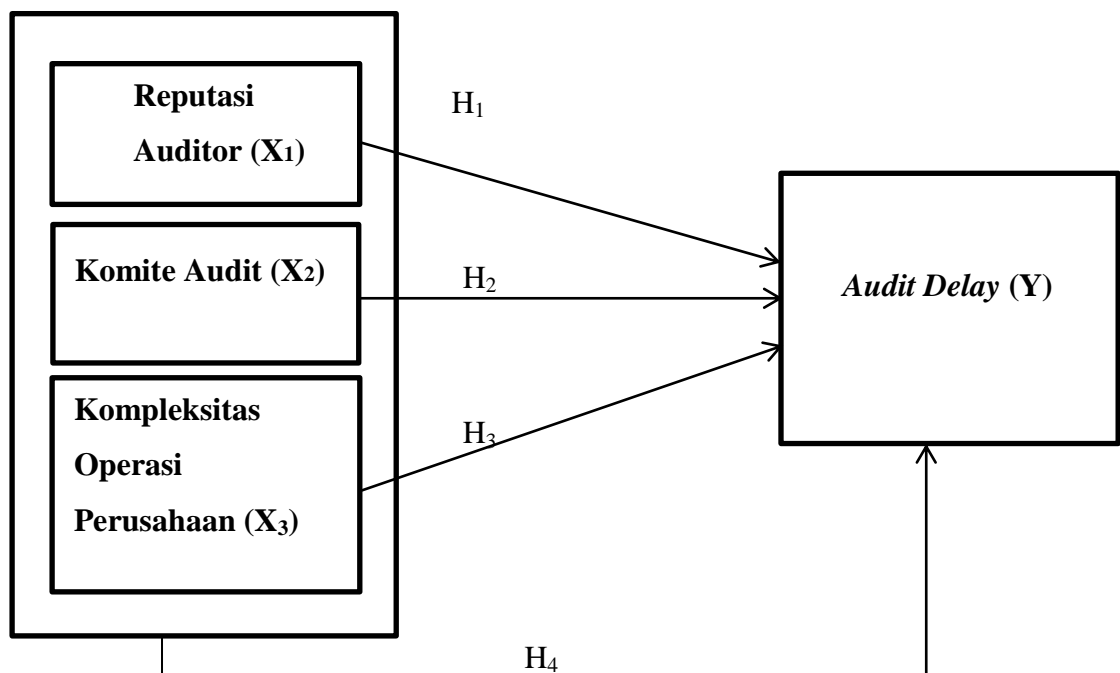 Reputasi
Auditor (X₁)
H₁
Komite Audit (X₂)
H₂
Audit Delay (Y)
Kompleksitas
Operasi
Perusahaan (X₃)
H₃
H₄